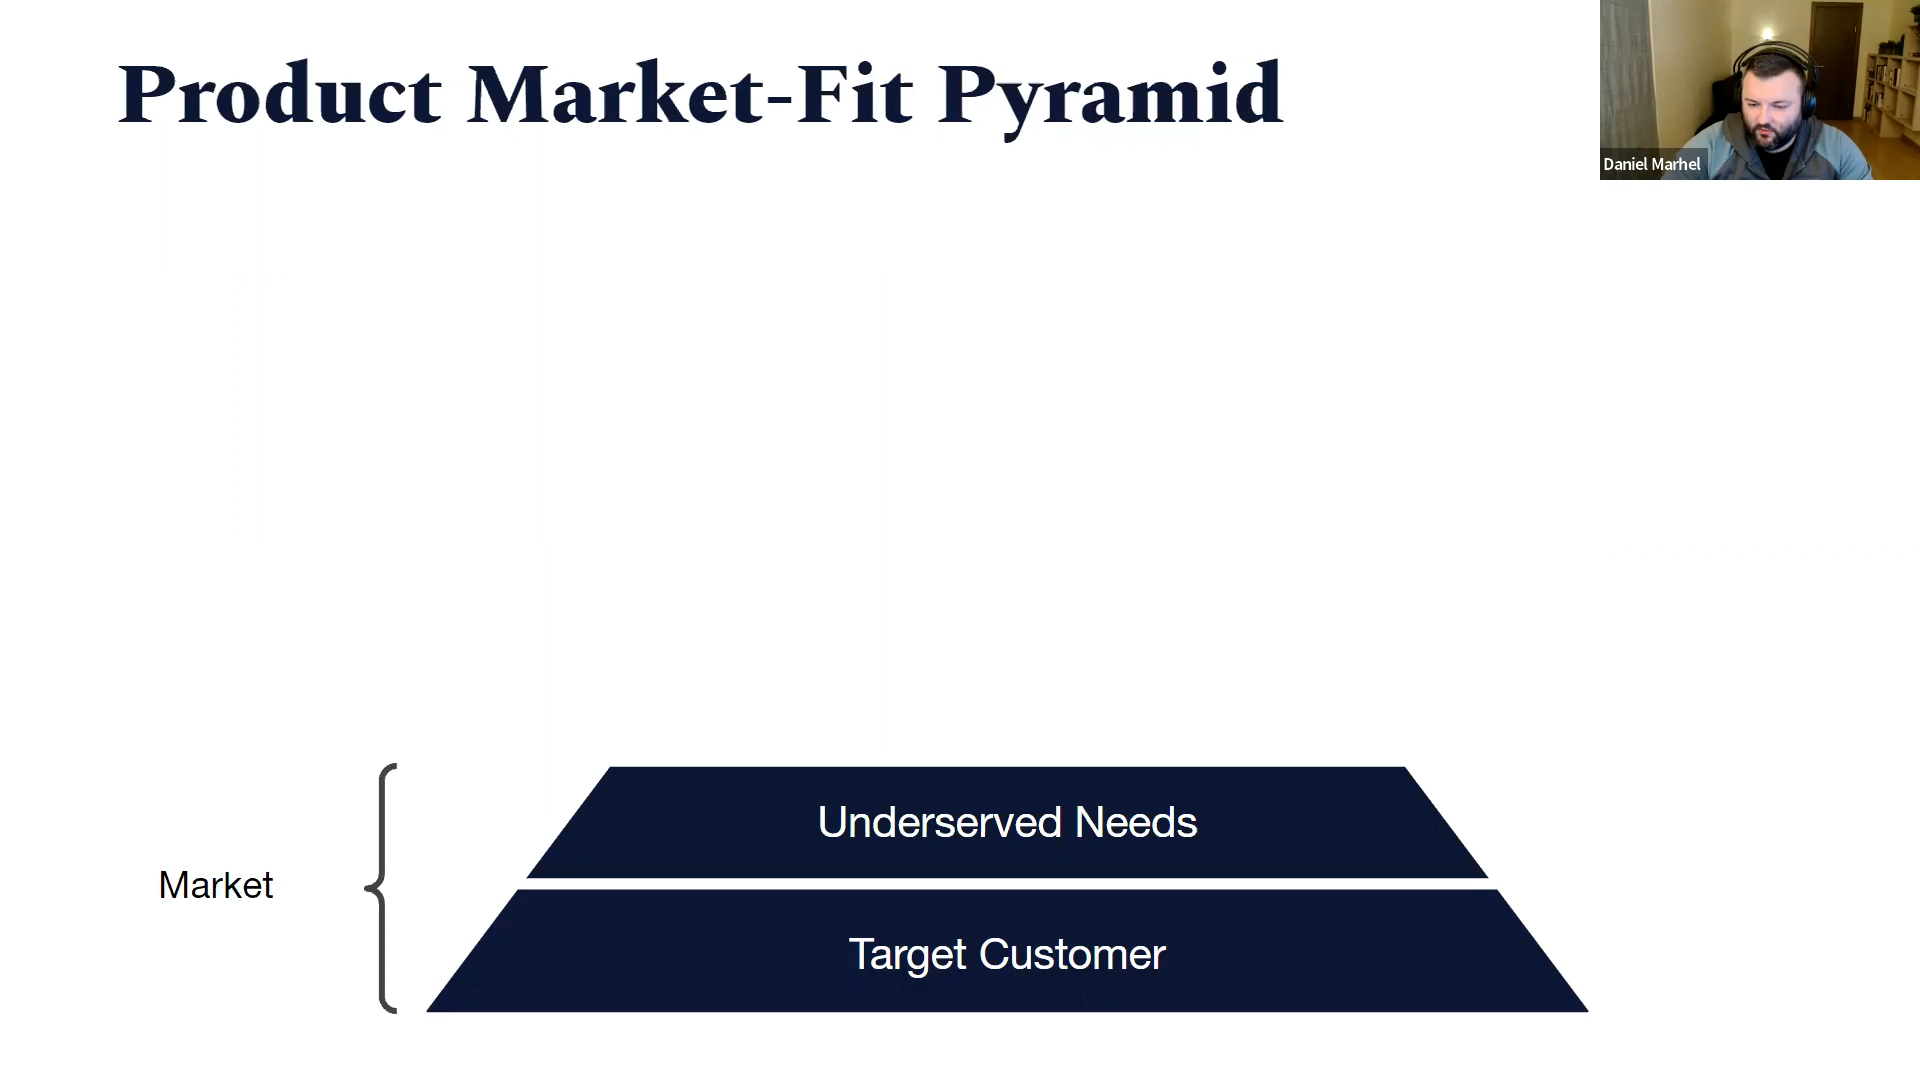 Product Market-Fit Pyramid
Daniel Marhel
Underserved Needs
Market
Target Customer